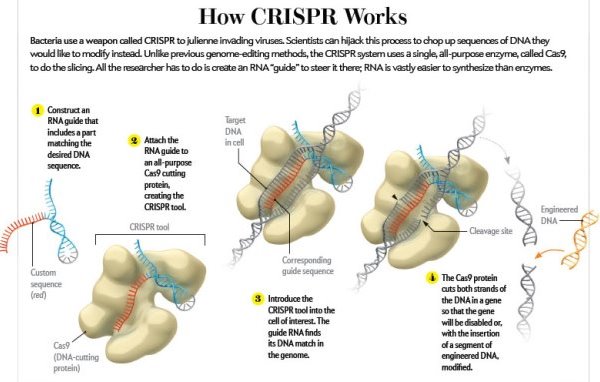 How CRISPR Works
Bacteria use a weapon called CRISPR to julienne invading viruses. Scientists can hijack this process to chop up sequences of DNA they
would like to modify instead. Unlike previous genome-editing methods, the CRISPR system uses a single, all-purpose enzyme, called Cas9,
to do the slicing. All the researcher has to do is create an RNA “guide” to steer it there; RNA is vastly easier to synthesize than enzymes.
1 Construct an
RNA guide that
includes a part
matching the
desired DNA
sequence.
Custom
sequence
(red)
2 Attach the
RNA guide to
an all-purpose
Cas9 cutting
protein,
creating the
CRISPR tool.
CRISPR tool
Cas9
(DNA-cutting
protein)
Target
DNA
in cell
Corresponding
guide sequence
3 Introduce the
CRISPR tool into the
cell of interest. The
guide RNA finds
its DNA match in
the genome.
Cleavage site
Engineered
DNA
4 The Cas9 protein
cuts both strands of
the DNA in a gene
so that the gene
will be disabled or,
with the insertion
of a segment of
engineered DNA,
modified.